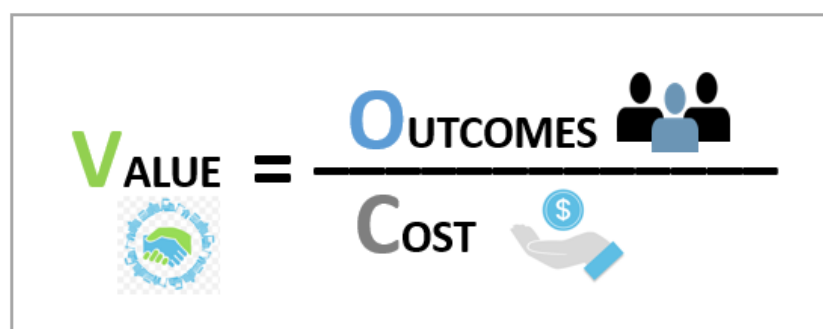 VALUE = OUTCOMES
COST
$